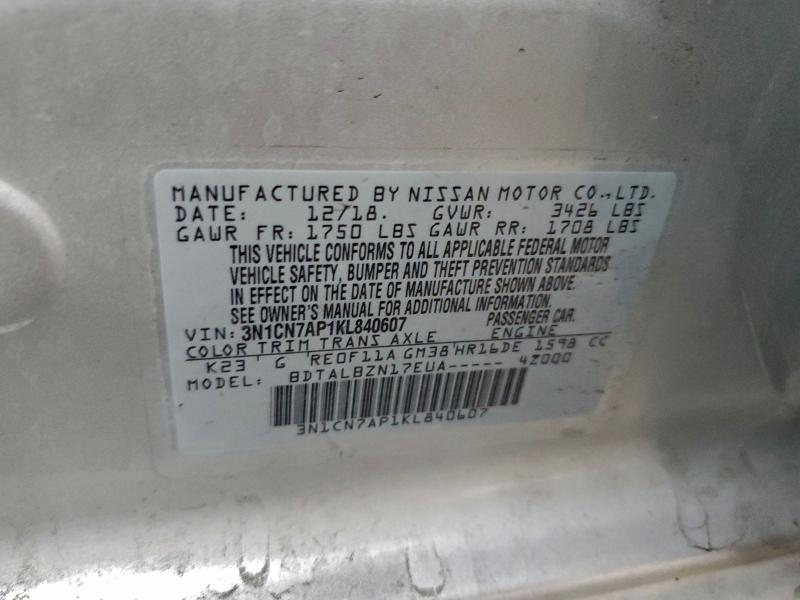 MANUFACTURED BY NISSAN MOTOR CO.,LTD.
DATE: 12/18. GVWR: 3426 LBS
GAWR FR: 1750 LBS GAWR RR: 1708 LBS
THIS VEHICLE CONFORMS TO ALL APPLICABLE FEDERAL MOTOR
VEHICLE SAFETY, BUMPER AND THEFT PREVENTION STANDARDS
IN EFFECT ON THE DATE OF MANUFACTURE SHOWN ABOVE.
SEE OWNER'S MANUAL FOR ADDITIONAL INFORMATION.
VIN: 3N1CN7AP1KL840607 PASSENGER CAR.
COLOR TRIM TRANS AXLE ENGINE
K23 G RE0F11A GM38 HR16DE 1598 CC
MODEL: BDTALBZN17EUA----- 4Z000
3N1CN7AP1KL840607